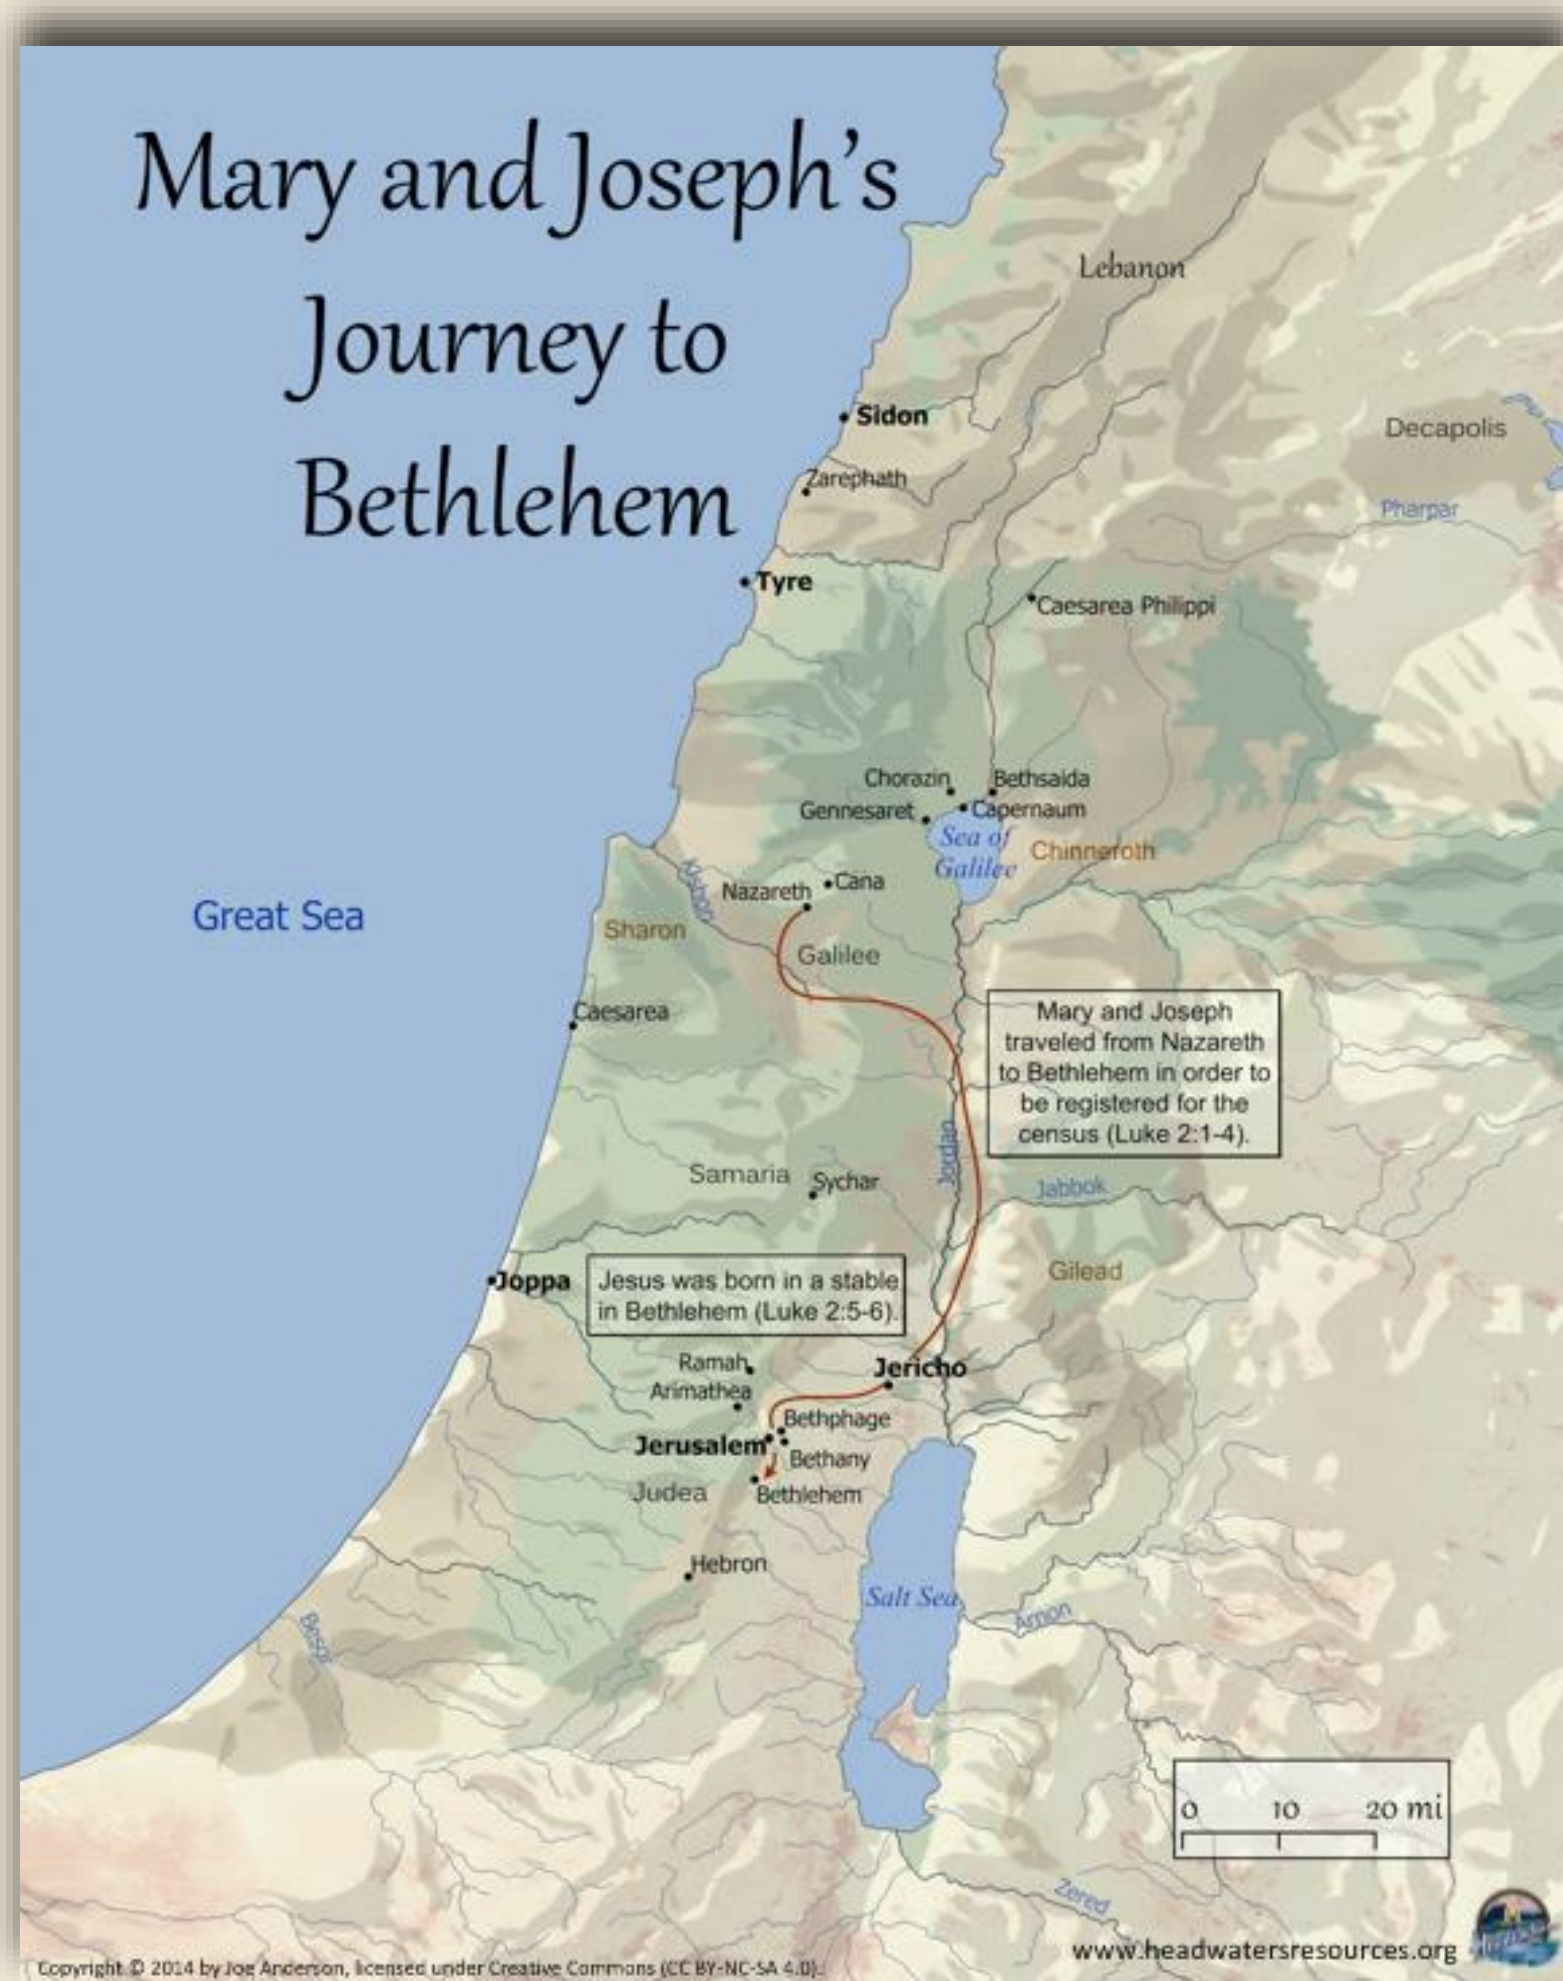 Mary and Joseph's
Journey to
Bethlehem
Lebanon
Sidon
Decapolis
Zarephath
Pharpar
Tyre
Caesarea Philippi
Chorazin
Bethsaida
Gennesaret
Capernaum
Sea of
Galilee
Chinneroth
Kishon
Nazareth
Cana
Great Sea
Sharon
Galilee
Caesarea
Mary and Joseph
traveled from Nazareth
to Bethlehem in order to
be registered for the
census (Luke 2:1-4).
Jordan
Samaria
Sychar
Jabbok
Joppa
Jesus was born in a stable
in Bethlehem (Luke 2:5-6).
Gilead
Ramah
Jericho
Arimathea
Bethphage
Jerusalem
Bethany
Judea
Bethlehem
Hebron
Salt Sea
Arnon
Besor
0 10 20 mi
Zered
www.headwatersresources.org
Copyright © 2014 by Joe Anderson, licensed under Creative Commons (CC BY-NC-SA 4.0).